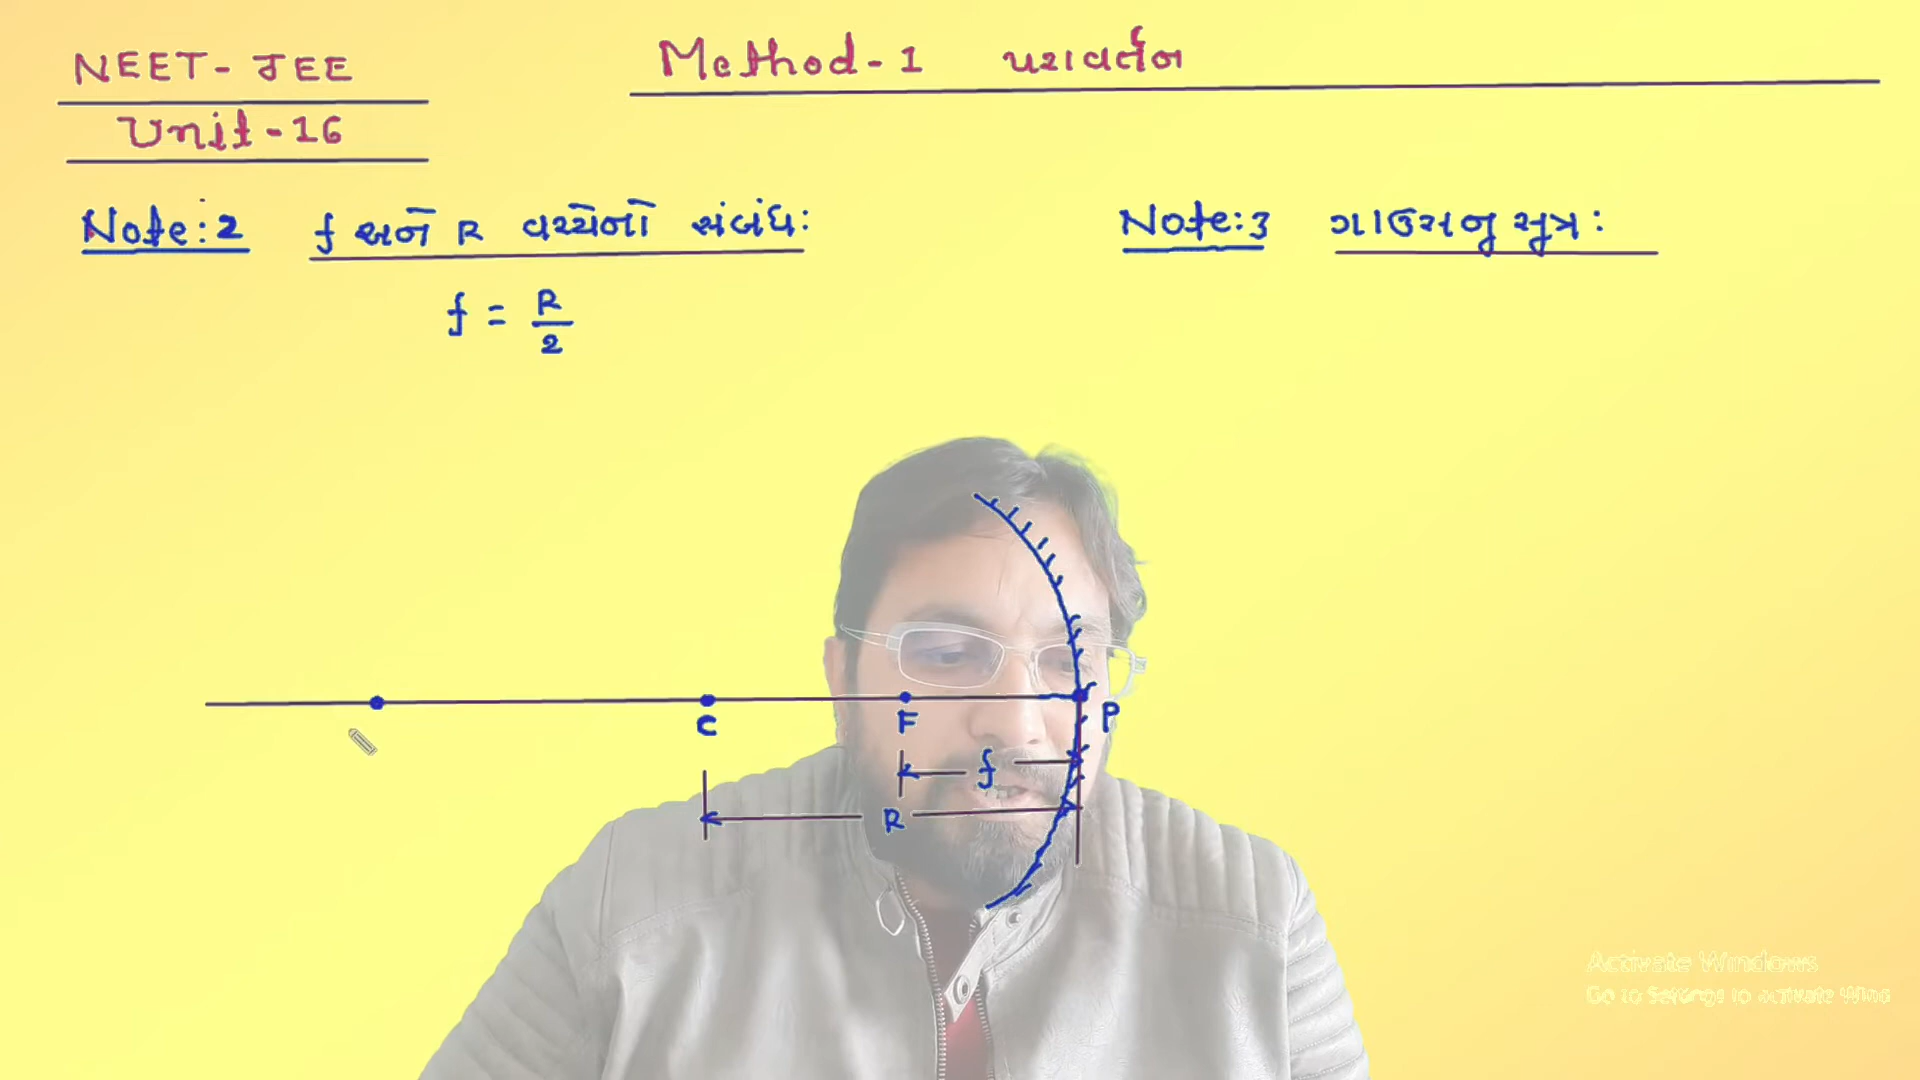 NEET-JEE
Method-1 પરાવર્તન
Unit-16
Note:2 f અને R વચ્ચેનો સંબંધ:
f = R/2
Note:3 ગાઉસનુ સુત્ર:
C F P
f
R
Activate Windows
Go to Settings to activate Wind